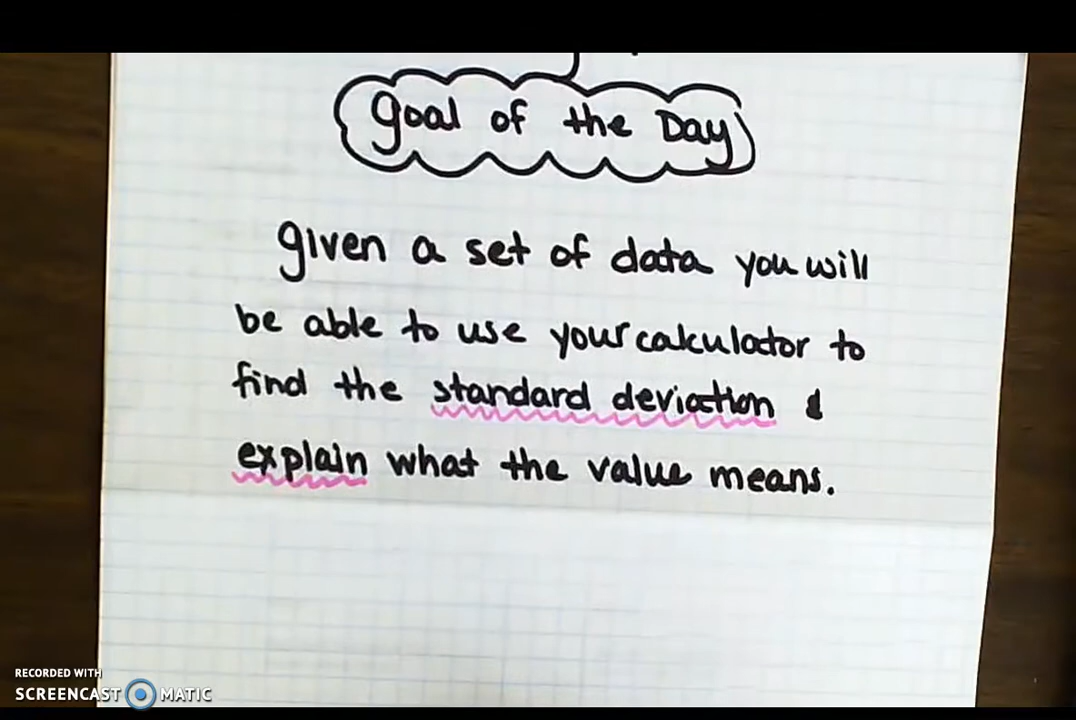 goal of the Day
given a set of data you will
be able to use your calculator to
find the standard deviation &
explain what the value means.
RECORDED WITH
SCREENCAST MATIC